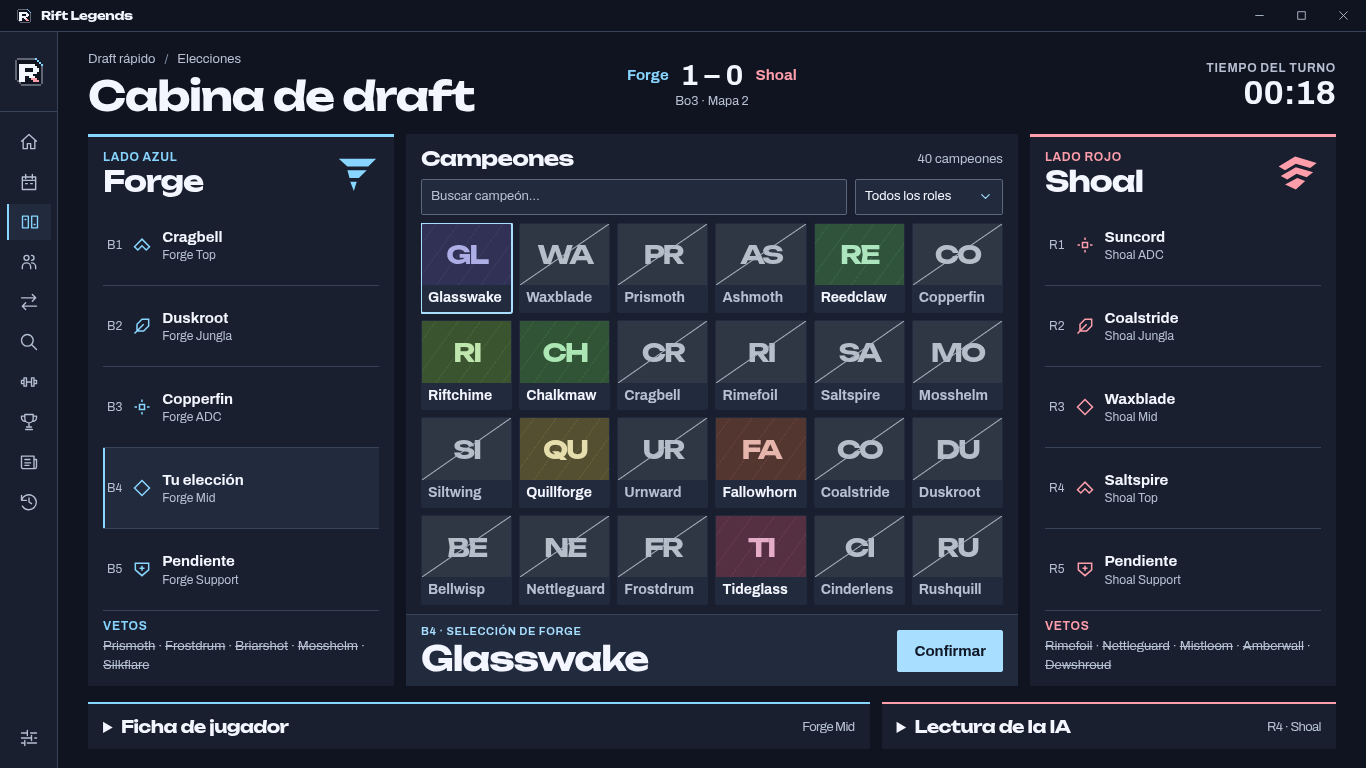 Rift Legends
Draft rápido / Elecciones
Cabina de draft
Forge 1 – 0 Shoal
Bo3 · Mapa 2
TIEMPO DEL TURNO
00:18
LADO AZUL
Forge
B1 Cragbell
Forge Top
B2 Duskroot
Forge Jungla
B3 Copperfin
Forge ADC
B4 Tu elección
Forge Mid
B5 Pendiente
Forge Support
VETOS
Prismoth · Frostdrum · Briarshot · Mosshelm ·
Silkflare
Campeones
40 campeones
Buscar campeón...
Todos los roles
GL WA PR AS RE CO
Glasswake Waxblade Prismoth Ashmoth Reedclaw Copperfin
RI CH CR RI SA MO
Riftchime Chalkmaw Cragbell Rimefoil Saltspire Mosshelm
SI QU UR FA CO DU
Siltwing Quillforge Urnward Fallowhorn Coalstride Duskroot
BE NE FR TI CI RU
Bellwisp Nettleguard Frostdrum Tideglass Cinderlens Rushquill
B4 · SELECCIÓN DE FORGE
Glasswake
Confirmar
LADO ROJO
Shoal
R1 Suncord
Shoal ADC
R2 Coalstride
Shoal Jungla
R3 Waxblade
Shoal Mid
R4 Saltspire
Shoal Top
R5 Pendiente
Shoal Support
VETOS
Rimefoil · Nettleguard · Mistloom · Amberwall ·
Dewshroud
Ficha de jugador
Forge Mid
Lectura de la IA
R4 · Shoal